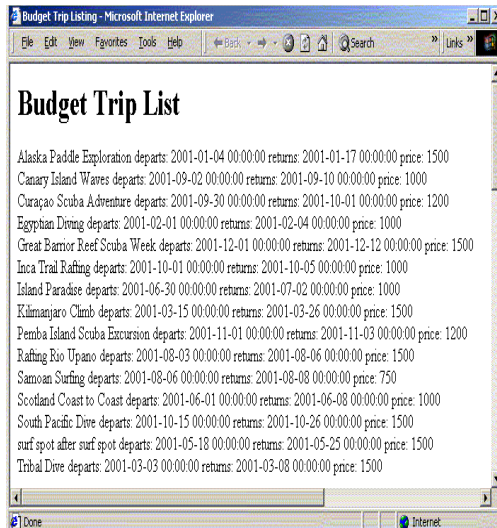 Budget Trip Listing - Microsoft Internet Explorer
File Edit View Favorites Tools Help Back Search Links
Budget Trip List
Alaska Paddle Exploration departs: 2001-01-04 00:00:00 returns: 2001-01-17 00:00:00 price: 1500
Canary Island Waves departs: 2001-09-02 00:00:00 returns: 2001-09-10 00:00:00 price: 1000
Curaçao Scuba Adventure departs: 2001-09-30 00:00:00 returns: 2001-10-01 00:00:00 price: 1200
Egyptian Diving departs: 2001-02-01 00:00:00 returns: 2001-02-04 00:00:00 price: 1000
Great Barrior Reef Scuba Week departs: 2001-12-01 00:00:00 returns: 2001-12-12 00:00:00 price: 1500
Inca Trail Rafting departs: 2001-10-01 00:00:00 returns: 2001-10-05 00:00:00 price: 1000
Island Paradise departs: 2001-06-30 00:00:00 returns: 2001-07-02 00:00:00 price: 1000
Kilimanjaro Climb departs: 2001-03-15 00:00:00 returns: 2001-03-26 00:00:00 price: 1500
Pemba Island Scuba Excursion departs: 2001-11-01 00:00:00 returns: 2001-11-03 00:00:00 price: 1200
Rafting Rio Upano departs: 2001-08-03 00:00:00 returns: 2001-08-06 00:00:00 price: 1500
Samoan Surfing departs: 2001-08-06 00:00:00 returns: 2001-08-08 00:00:00 price: 750
Scotland Coast to Coast departs: 2001-06-01 00:00:00 returns: 2001-06-08 00:00:00 price: 1000
South Pacific Dive departs: 2001-10-15 00:00:00 returns: 2001-10-26 00:00:00 price: 1500
surf spot after surf spot departs: 2001-05-18 00:00:00 returns: 2001-05-25 00:00:00 price: 1500
Tribal Dive departs: 2001-03-03 00:00:00 returns: 2001-03-08 00:00:00 price: 1500
Done Internet